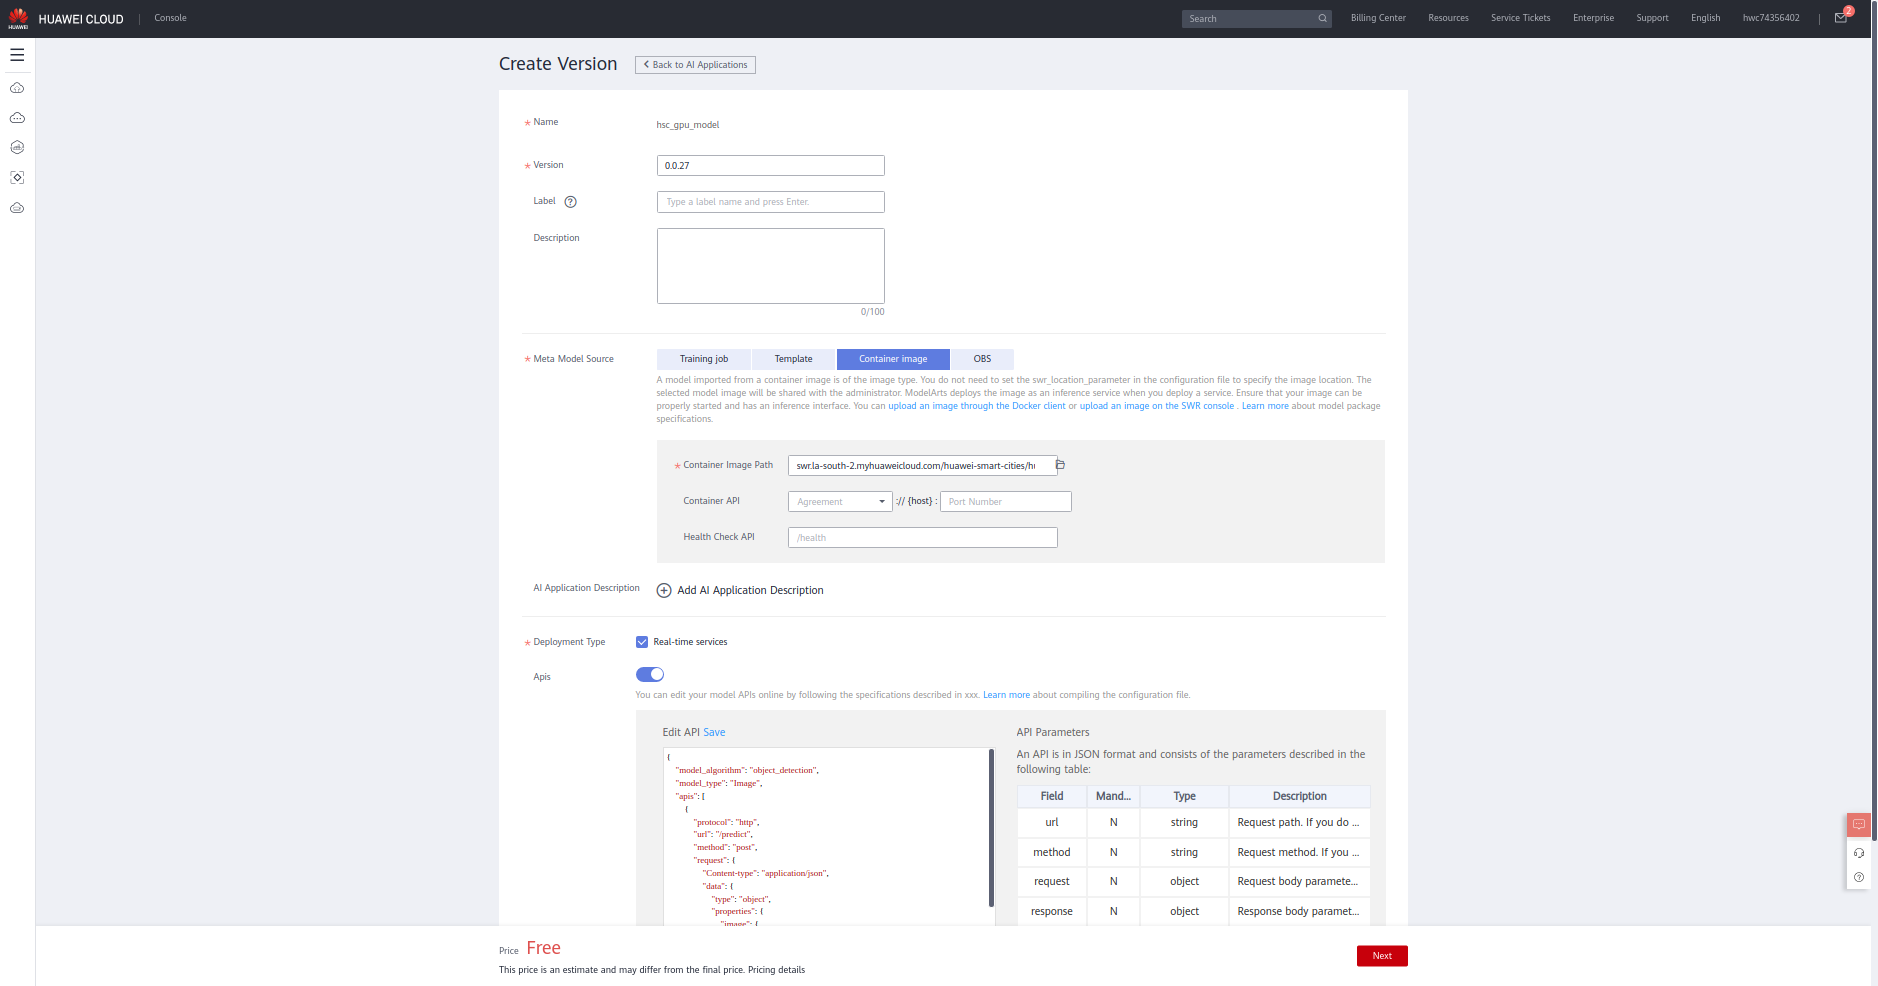 HUAWEI
HUAWEI CLOUD
Console
Search
Billing Center
Resources
Service Tickets
Enterprise
Support
English
hwc74356402
2
Create Version
Back to AI Applications
* Name hsc_gpu_model
* Version 0.0.27
Label ? Type a label name and press Enter.
Description
0/100
* Meta Model Source Training job Template Container image OBS
A model imported from a container image is of the image type. You do not need to set the swr_location_parameter in the configuration file to specify the image location. The
selected model image will be shared with the administrator. ModelArts deploys the image as an inference service when you deploy a service. Ensure that your image can be
properly started and has an inference interface. You can upload an image through the Docker client or upload an image on the SWR console . Learn more about model package
specifications.
* Container Image Path swr.la-south-2.myhuaweicloud.com/huawei-smart-cities/h
Container API Agreement :// {host} : Port Number
Health Check API /health
AI Application Description Add AI Application Description
* Deployment Type Real-time services
Apis
You can edit your model APIs online by following the specifications described in xxx. Learn more about compiling the configuration file.
Edit API Save
{
"model_algorithm": "object_detection",
"model_type": "Image",
"apis": [
{
"protocol": "http",
"url": "/predict",
"method": "post",
"request": {
"Content-type": "application/json",
"data": {
"type": "object",
"properties": {
"image": {
API Parameters
An API is in JSON format and consists of the parameters described in the
following table:
Field Mand... Type Description
url N string Request path. If you do ...
method N string Request method. If you ...
request N object Request body paramete...
response N object Response body paramet...
Price Free
This price is an estimate and may differ from the final price. Pricing details
Next